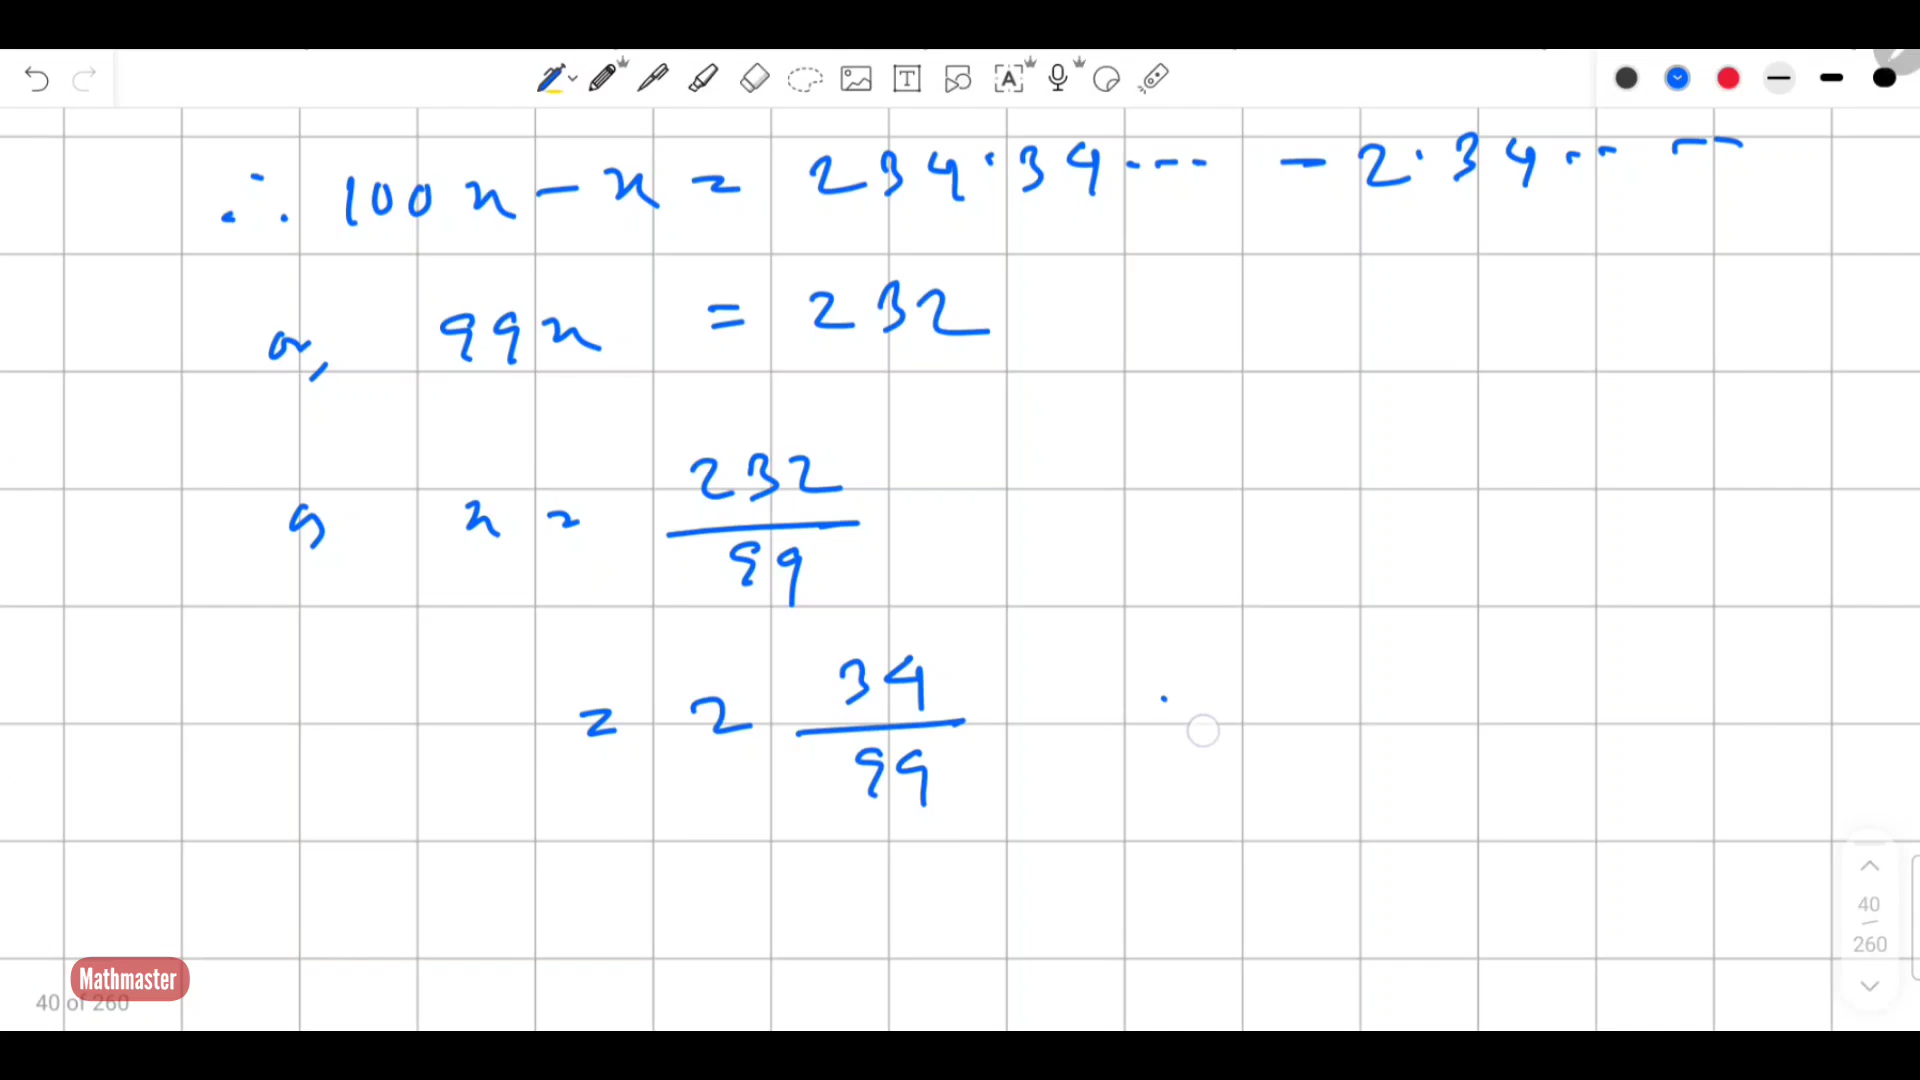 ∴ 100x - x = 234.34---- - 2.34-- --
or, 99x = 232
x = 232/99
= 2 34/99
40
260
Mathmaster
40 of 260